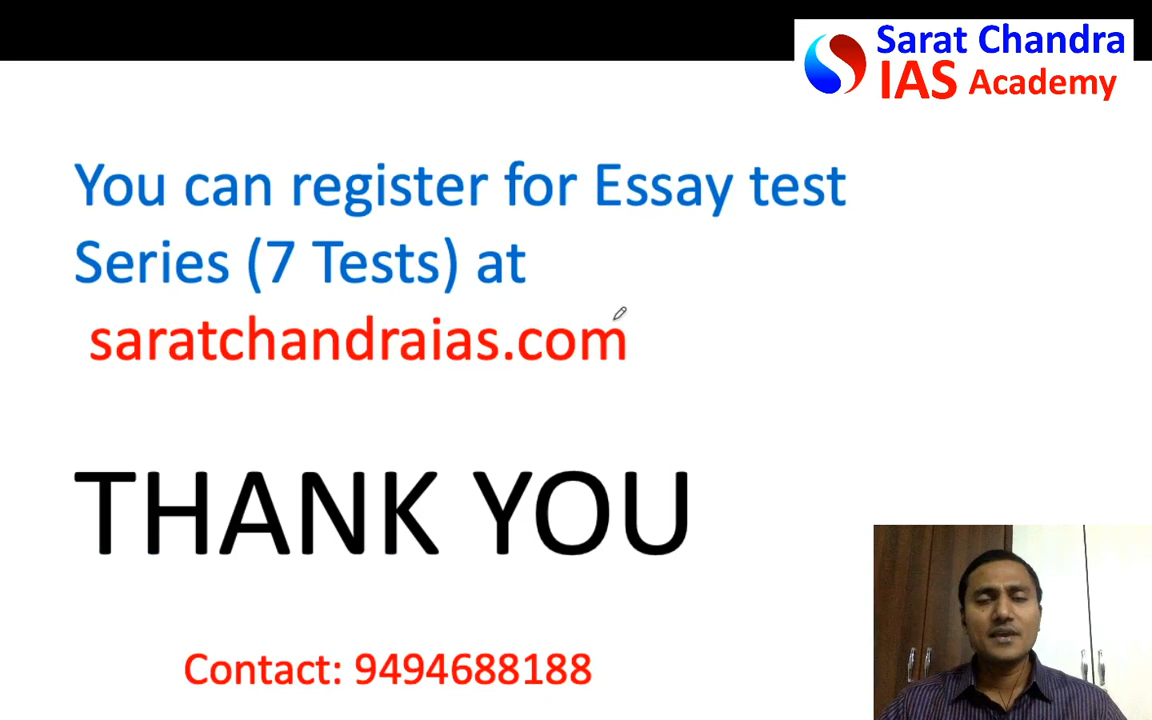 Sarat Chandra
IAS Academy
You can register for Essay test
Series (7 Tests) at
saratchandraias.com
THANK YOU
Contact: 9494688188